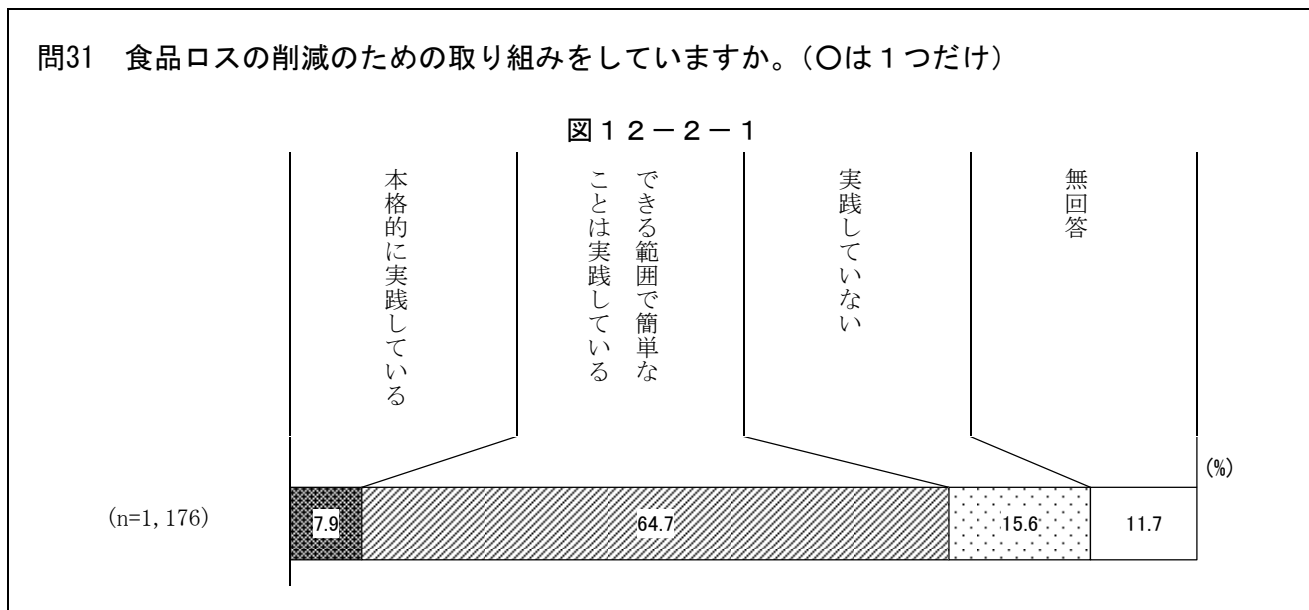 問31　食品ロスの削減のための取り組みをしていますか。（○は１つだけ）
図１２－２－１
本格的に実践している
できる範囲で簡単な
ことは実践している
実践していない
無回答
(%)
(n=1,176)
7.9
64.7
15.6
11.7